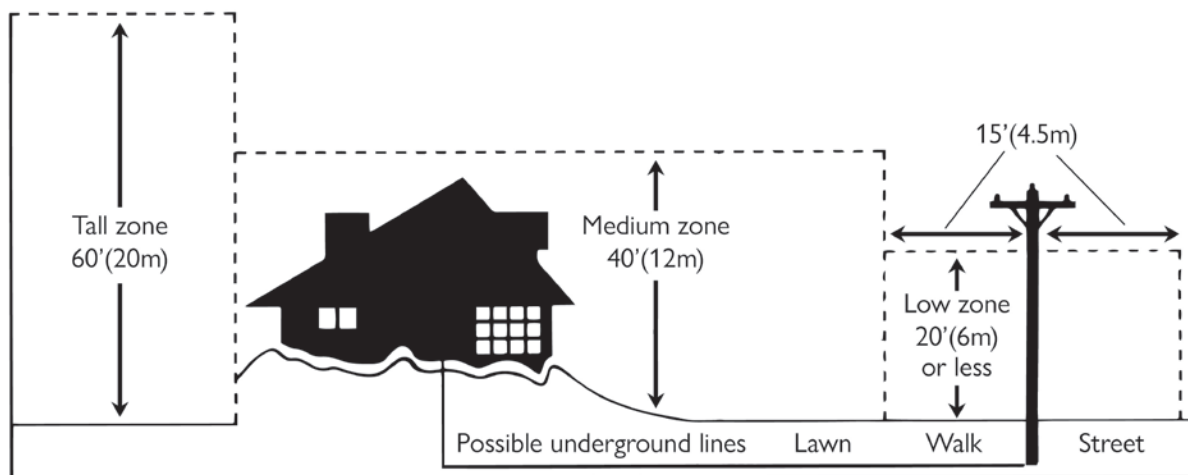 15’(4.5m)
Tall zone
60’(20m)
Medium zone
40’(12m)
Low zone
20’(6m)
or less
Possible underground lines
Lawn
Walk
Street